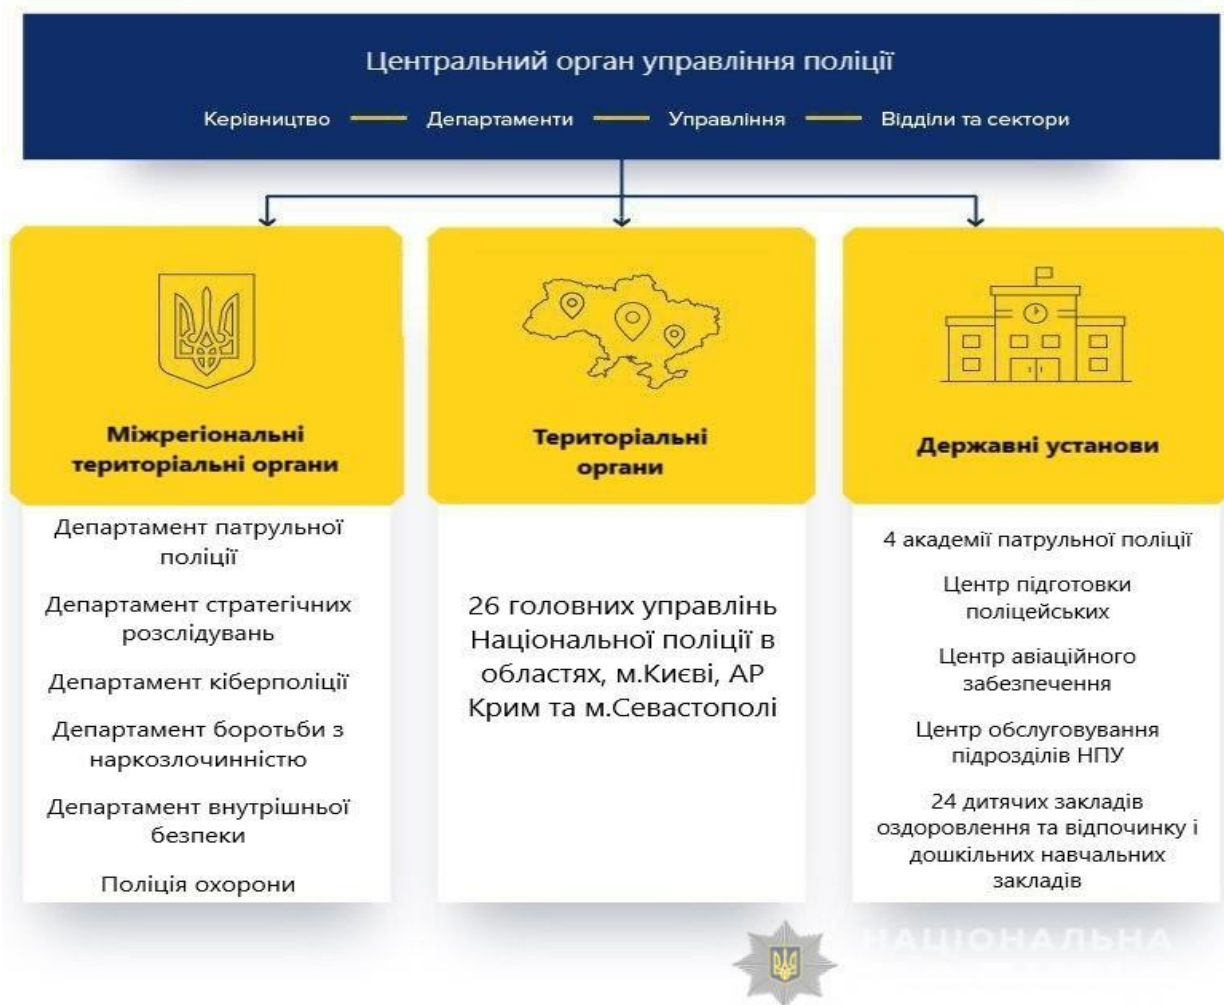 Центральний орган управління поліції
Керівництво Департаменти Управління Відділи та сектори
Міжрегіональні
територіальні органи
Департамент патрульної
поліції
Департамент стратегічних
розслідувань
Департамент кіберполіції
Департамент боротьби з
наркозлочинністю
Департамент внутрішньої
безпеки
Поліція охорони
Територіальні
органи
26 головних управлінь
Національної поліції в
областях, м.Києві, АР
Крим та м.Севастополі
Державні установи
4 академії патрульної поліції
Центр підготовки
поліцейських
Центр авіаційного
забезпечення
Центр обслуговування
підрозділів НПУ
24 дитячих закладів
оздоровлення та відпочинку і
дошкільних навчальних
закладів
НАЦІОНАЛЬНА